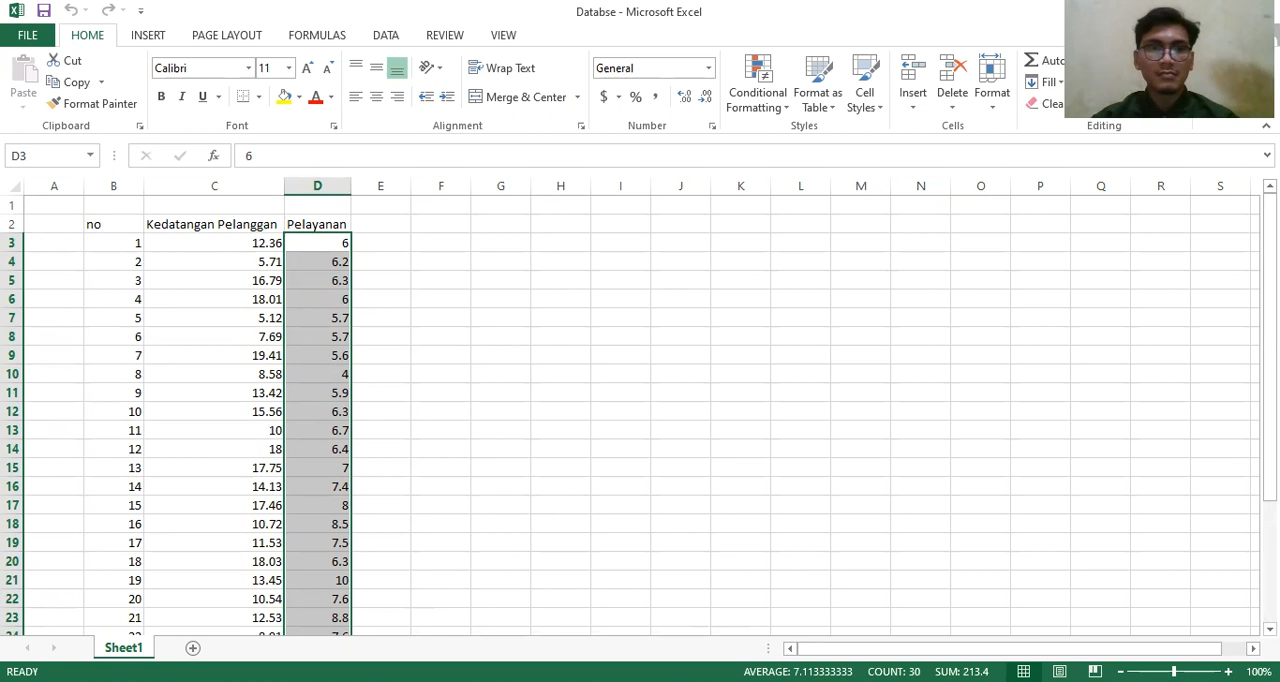 Databse - Microsoft Excel
FILE HOME INSERT PAGE LAYOUT FORMULAS DATA REVIEW VIEW
Cut
Copy
Format Painter
Paste
Clipboard
Calibri 11
B I U A
Font
Wrap Text
Merge & Center
Alignment
General
$ % ,
Number
Conditional Formatting
Format as Table
Cell Styles
Styles
Insert Delete Format
Cells
Auto
Fill
Clea
Editing
D3 fx 6
A B C D E F G H I J K L M N O P Q R S
1
2 no Kedatangan Pelanggan Pelayanan
3 1 12.36 6
4 2 5.71 6.2
5 3 16.79 6.3
6 4 18.01 6
7 5 5.12 5.7
8 6 7.69 5.7
9 7 19.41 5.6
10 8 8.58 4
11 9 13.42 5.9
12 10 15.56 6.3
13 11 10 6.7
14 12 18 6.4
15 13 17.75 7
16 14 14.13 7.4
17 15 17.46 8
18 16 10.72 8.5
19 17 11.53 7.5
20 18 18.03 6.3
21 19 13.45 10
22 20 10.54 7.6
23 21 12.53 8.8
Sheet1
READY AVERAGE: 7.113333333 COUNT: 30 SUM: 213.4 100%